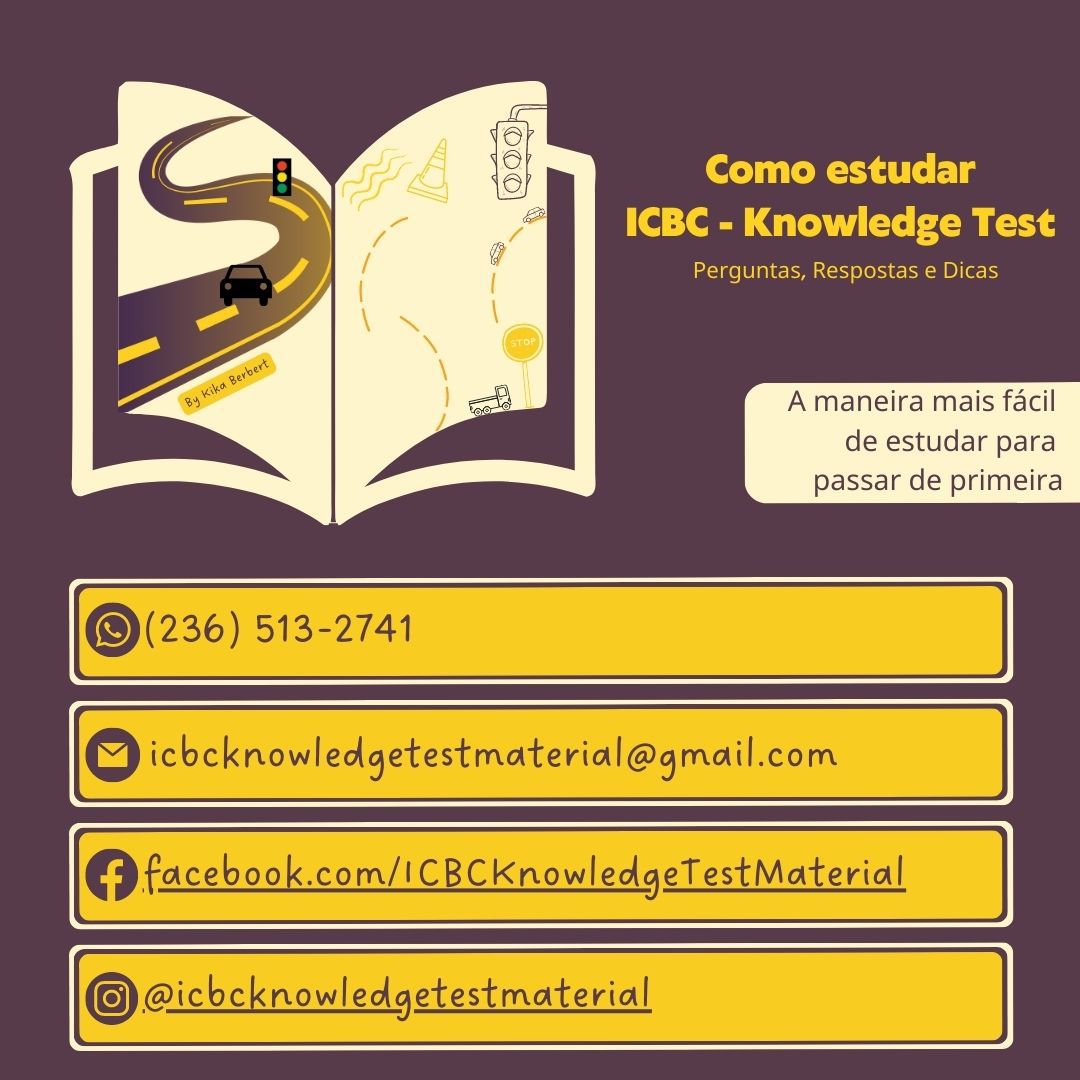 Como estudar
ICBC - Knowledge Test
Perguntas, Respostas e Dicas
STOP
By Kika Berbert
A maneira mais fácil
de estudar para
passar de primeira
(236) 513-2741
icbcknowledgetestmaterial@gmail.com
facebook.com/ICBCKnowledgeTestMaterial
@icbcknowledgetestmaterial